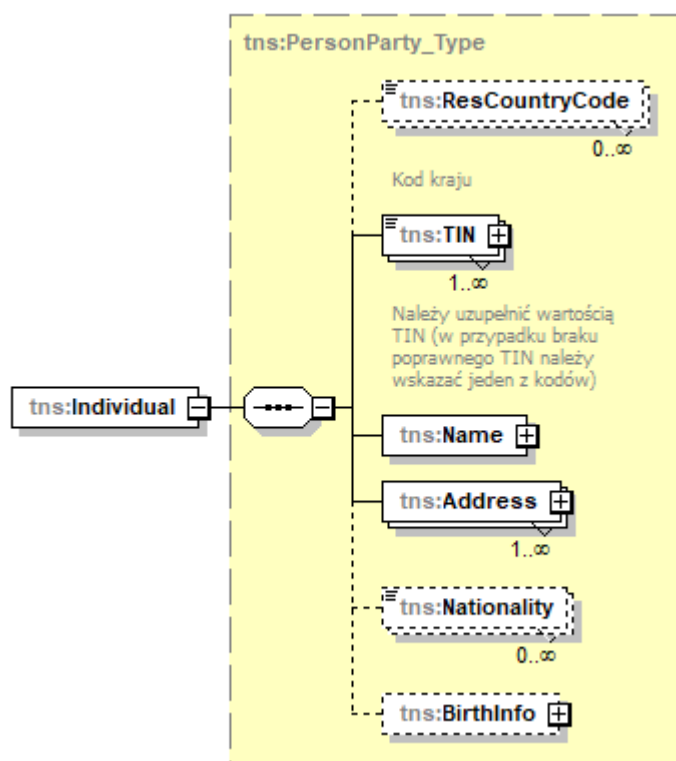 tns:PersonParty_Type
tns:ResCountryCode
0..∞
Kod kraju
tns:TIN
1..∞
Należy uzupełnić wartością
TIN (w przypadku braku
poprawnego TIN należy
wskazać jeden z kodów)
tns:Individual
tns:Name
tns:Address
1..∞
tns:Nationality
0..∞
tns:BirthInfo